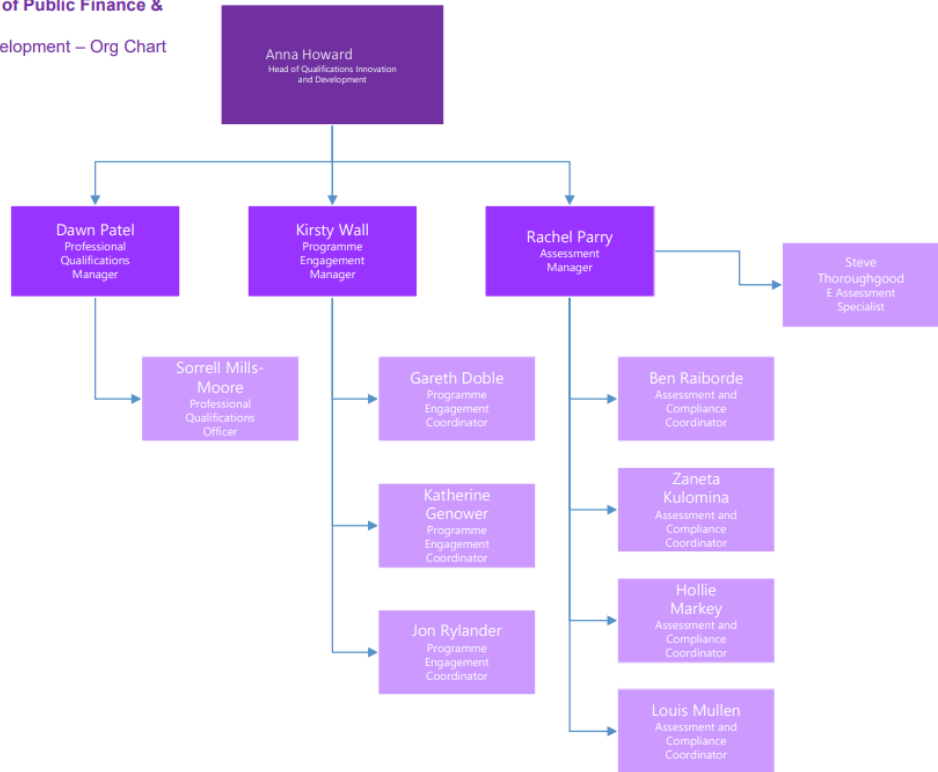 of Public Finance &
elopment – Org Chart
Anna Howard
Head of Qualifications Innovation
and Development
Dawn Patel
Professional
Qualifications
Manager
Kirsty Wall
Programme
Engagement
Manager
Rachel Parry
Assessment
Manager
Steve
Thoroughgood
E Assessment
Specialist
Sorrell Mills-
Moore
Professional
Qualifications
Officer
Gareth Doble
Programme
Engagement
Coordinator
Ben Raiborde
Assessment and
Compliance
Coordinator
Katherine
Genower
Programme
Engagement
Coordinator
Zaneta
Kulomina
Assessment and
Compliance
Coordinator
Jon Rylander
Programme
Engagement
Coordinator
Hollie
Markey
Assessment and
Compliance
Coordinator
Louis Mullen
Assessment and
Compliance
Coordinator